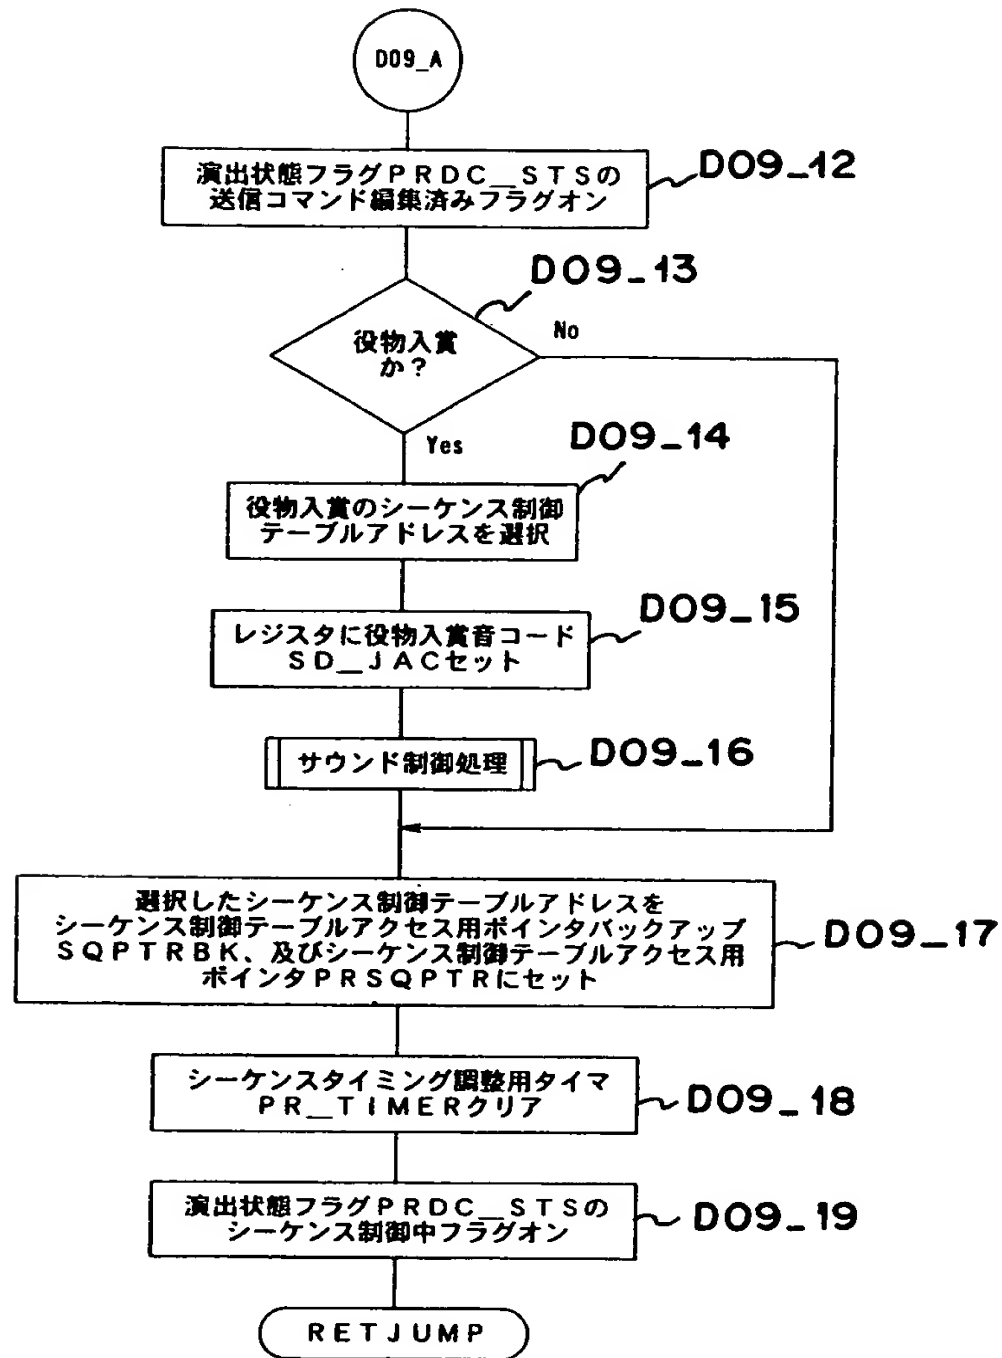 D09_A
演出状態フラグPRDC__STSの
送信コマンド編集済みフラグオン
D09_12
役物入賞
か？
D09_13
No
Yes
役物入賞のシーケンス制御
テーブルアドレスを選択
D09_14
レジスタに役物入賞音コード
SD__JACセット
D09_15
サウンド制御処理
D09_16
選択したシーケンス制御テーブルアドレスを
シーケンス制御テーブルアクセス用ポインタバックアップ
SQPTRBK、及びシーケンス制御テーブルアクセス用
ポインタPRSQPTRにセット
D09_17
シーケンスタイミング調整用タイマ
PR__TIMERクリア
D09_18
演出状態フラグPRDC__STSの
シーケンス制御中フラグオン
D09_19
RETJUMP